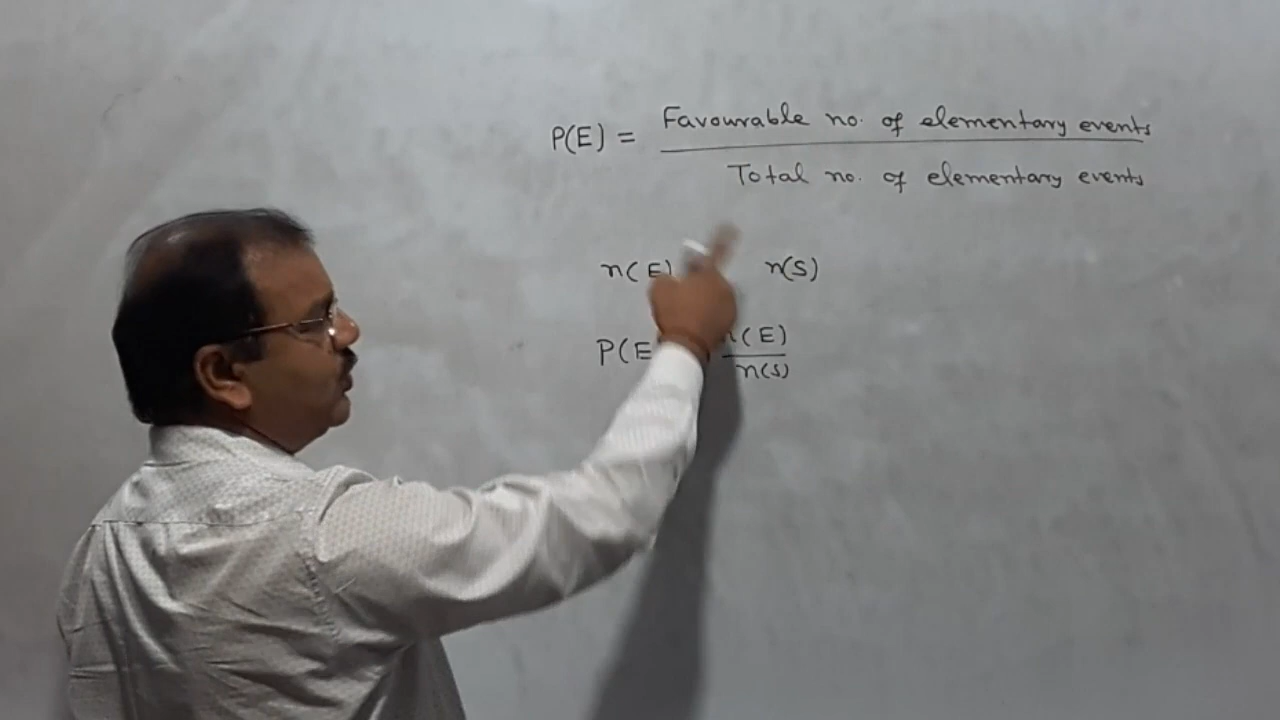 P(E) = Favourable no. of elementary events
Total no. of elementary events
n(E) n(S)
P(E n(E)
n(S)